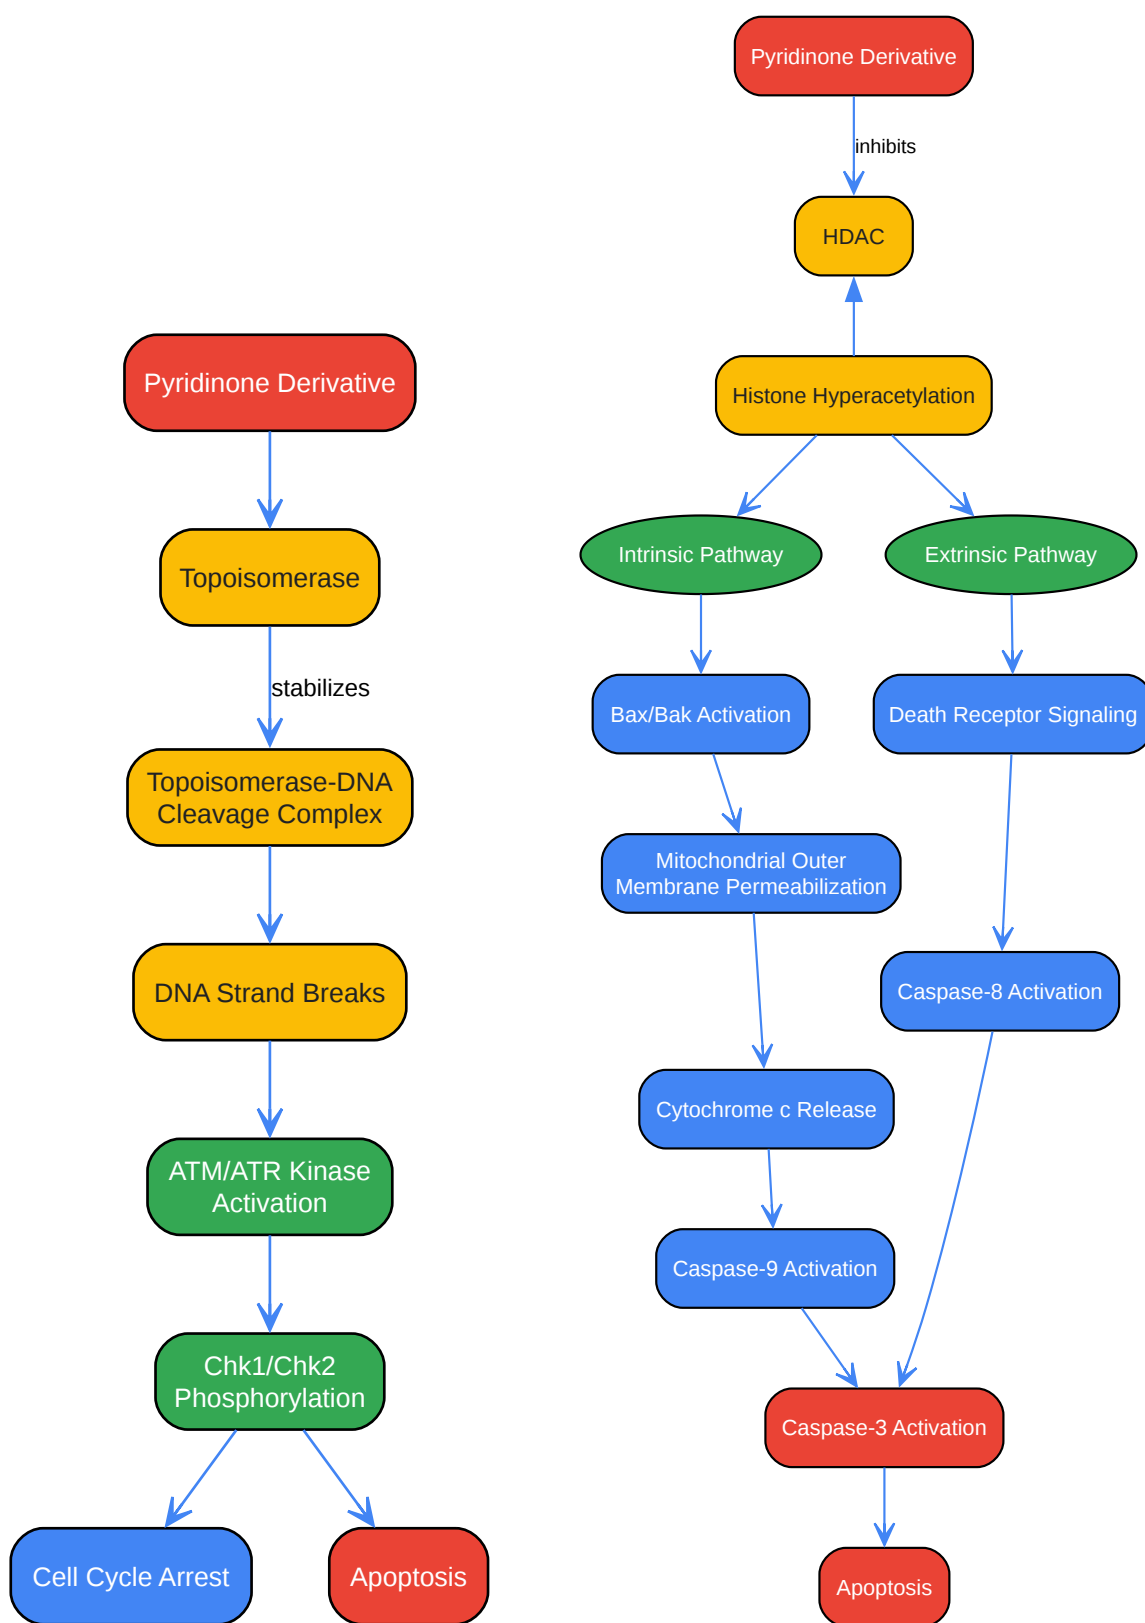 Pyridinone Derivative
Topoisomerase
stabilizes
Topoisomerase-DNA
Cleavage Complex
DNA Strand Breaks
ATM/ATR Kinase
Activation
Chk1/Chk2
Phosphorylation
Cell Cycle Arrest
Apoptosis
Pyridinone Derivative
inhibits
HDAC
Histone Hyperacetylation
Intrinsic Pathway
Extrinsic Pathway
Bax/Bak Activation
Death Receptor Signaling
Mitochondrial Outer
Membrane Permeabilization
Caspase-8 Activation
Cytochrome c Release
Caspase-9 Activation
Caspase-3 Activation
Apoptosis